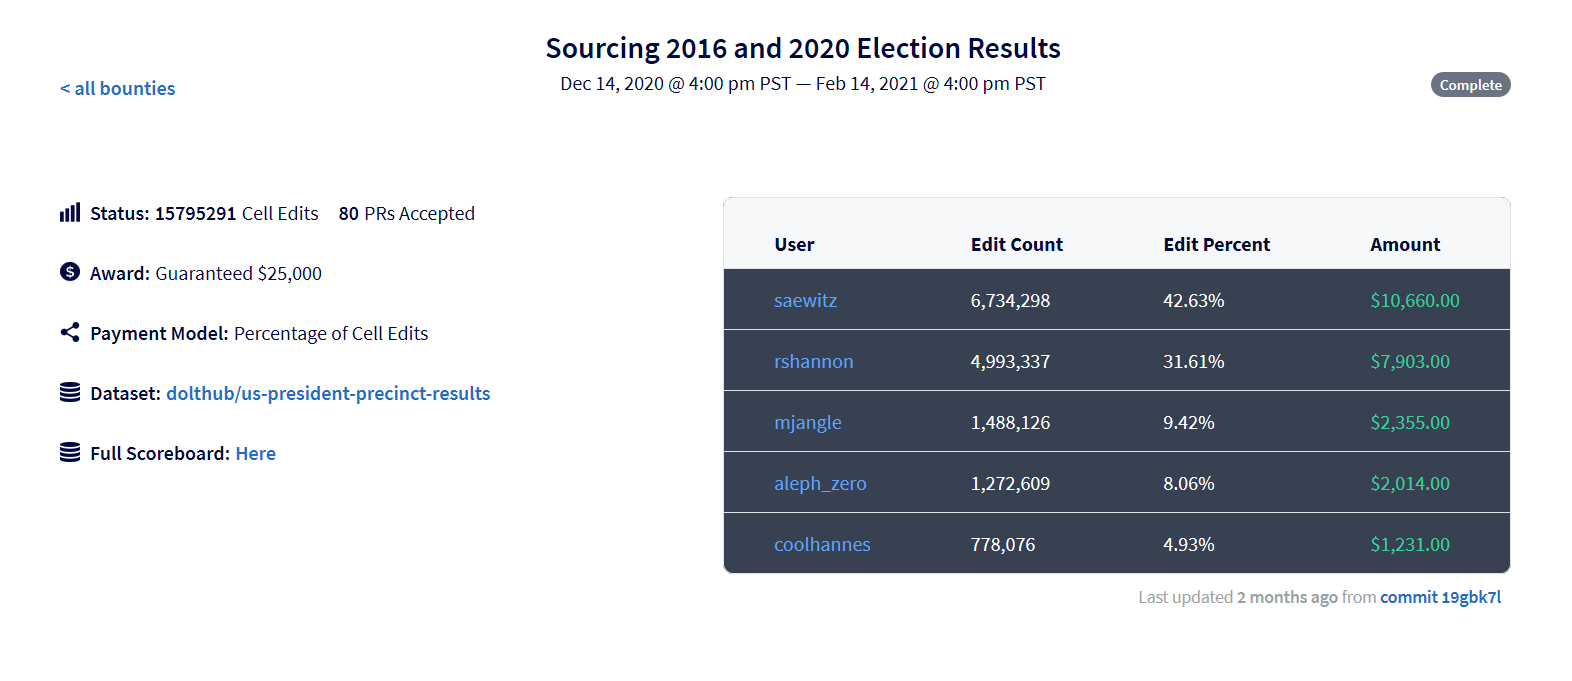 Sourcing 2016 and 2020 Election Results
Dec 14, 2020 @ 4:00 pm PST — Feb 14, 2021 @ 4:00 pm PST
< all bounties
Complete
Status: 15795291 Cell Edits 80 PRs Accepted
Award: Guaranteed $25,000
Payment Model: Percentage of Cell Edits
Dataset: dolthub/us-president-precinct-results
Full Scoreboard: Here
User Edit Count Edit Percent Amount
saewitz 6,734,298 42.63% $10,660.00
rshannon 4,993,337 31.61% $7,903.00
mjangle 1,488,126 9.42% $2,355.00
aleph_zero 1,272,609 8.06% $2,014.00
coolhannes 778,076 4.93% $1,231.00
Last updated 2 months ago from commit 19gbk7l